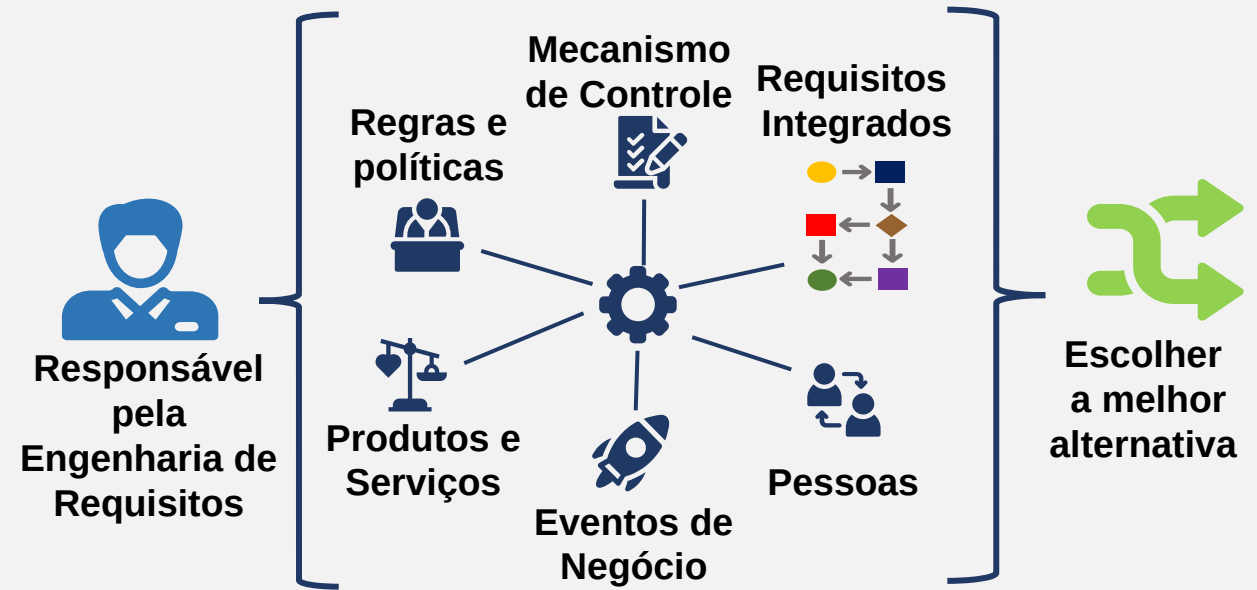 Responsável
pela
Engenharia de
Requisitos
Regras e
políticas
Mecanismo
de Controle
Requisitos
Integrados
Produtos e
Serviços
Eventos de
Negócio
Pessoas
Escolher
a melhor
alternativa